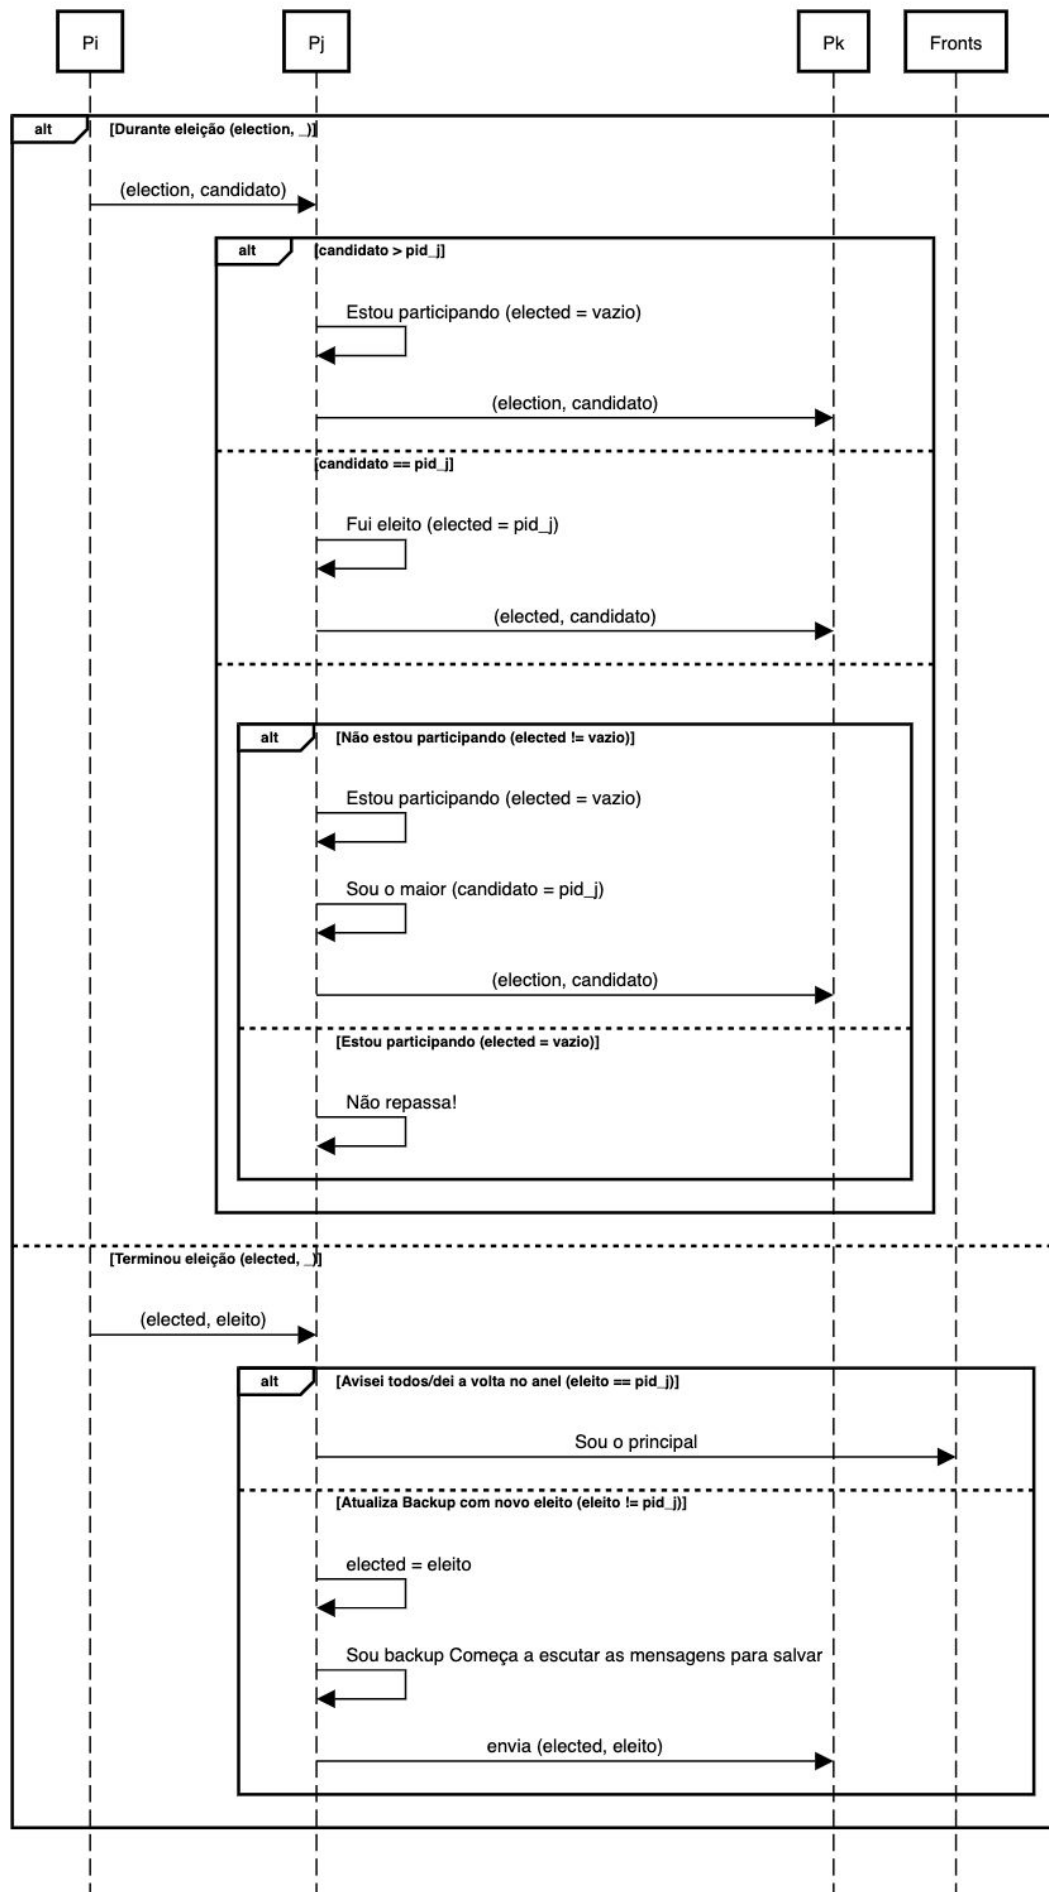 Pi
Pj
Pk
Fronts
alt
[Durante eleição (election, _)]
(election, candidato)
alt
[candidato > pid_j]
Estou participando (elected = vazio)
(election, candidato)
[candidato == pid_j]
Fui eleito (elected = pid_j)
(elected, candidato)
alt
[Não estou participando (elected != vazio)]
Estou participando (elected = vazio)
Sou o maior (candidato = pid_j)
(election, candidato)
[Estou participando (elected = vazio)]
Não repassa!
[Terminou eleição (elected, _)]
(elected, eleito)
alt
[Avisei todos/dei a volta no anel (eleito == pid_j)]
Sou o principal
[Atualiza Backup com novo eleito (eleito != pid_j)]
elected = eleito
Sou backup Começa a escutar as mensagens para salvar
envia (elected, eleito)